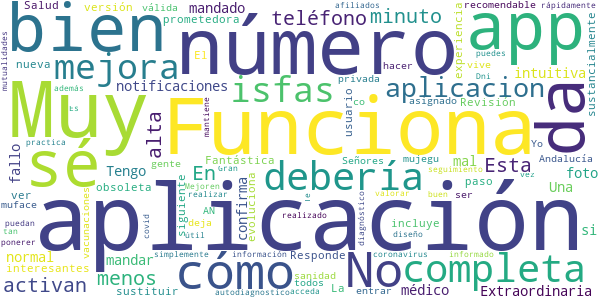 Salud versión válida mandado afiliados recomendable rápidamente
bien prometedora teléfono minuto app
número
mutualidades nueva mejora El privada hacer experiencia vive puedes intuitiva sustancialmente
notificaciones isfas aplicacion Dni
Muy además alta mantiene Funciona usuario co asignado Revisión da
fallo Es practica gente Fantástica Señores mujegu mal Yo Andalucía
sé Tengo En debería Esta foto
obsoleta Gran paso Una
ver muface vacunaciones Mejoren realizar siguiente confirma evoluciona le diagnóstico valorar buen seguimiento vez
tan covid AN deja incluye ser si
normal aplicación
puedan útil realizado diseño informado
ponerer interesantes mandar Responde simplemente información coronavirus
activan menos cómo sanidad No completa
sustituir todos La entrar médico Extraordinaria
autodiagnostico acceda